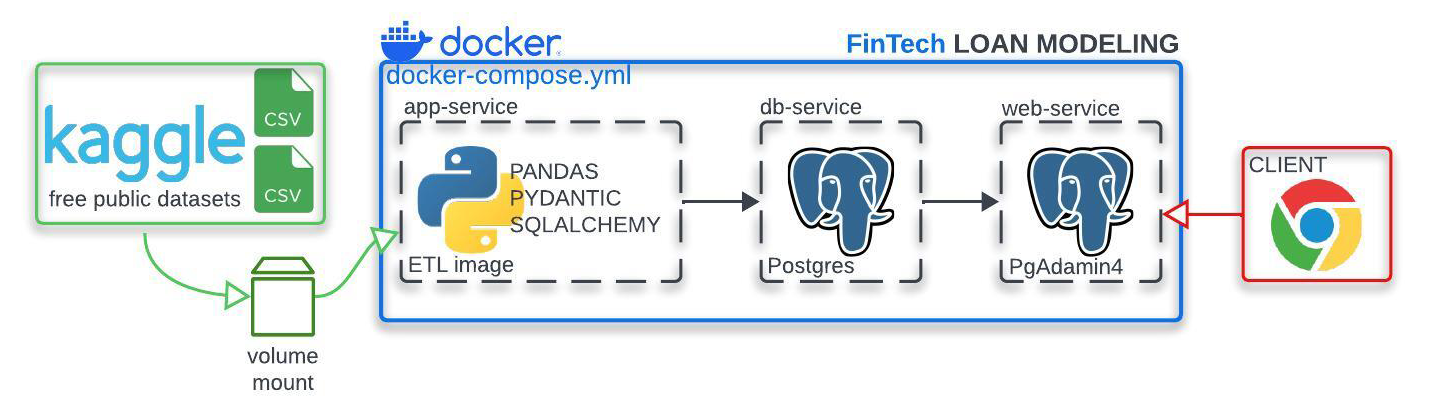 docker
FinTech LOAN MODELING
docker-compose.yml
kaggle
free public datasets
CSV
CSV
app-service
PANDAS
PYDANTIC
SQLALCHEMY
ETL image
db-service
Postgres
web-service
PgAdamin4
CLIENT
volume
mount